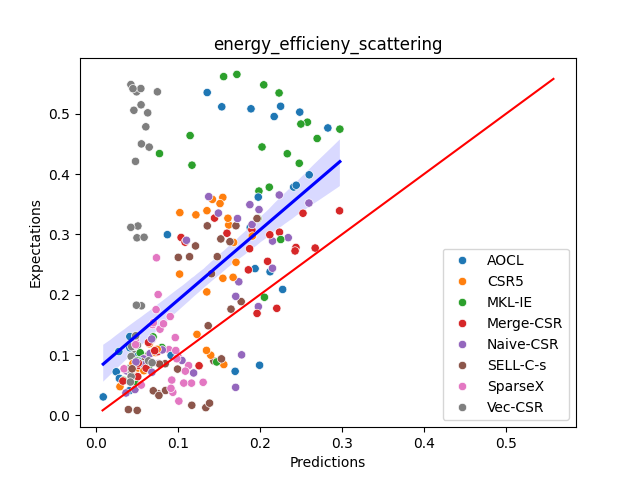 energy_efficieny_scattering
Expectations
0.5
0.4
0.3
0.2
0.1
0.0
0.0 0.1 0.2 0.3 0.4 0.5
Predictions
AOCL
CSR5
MKL-IE
Merge-CSR
Naive-CSR
SELL-C-s
SparseX
Vec-CSR